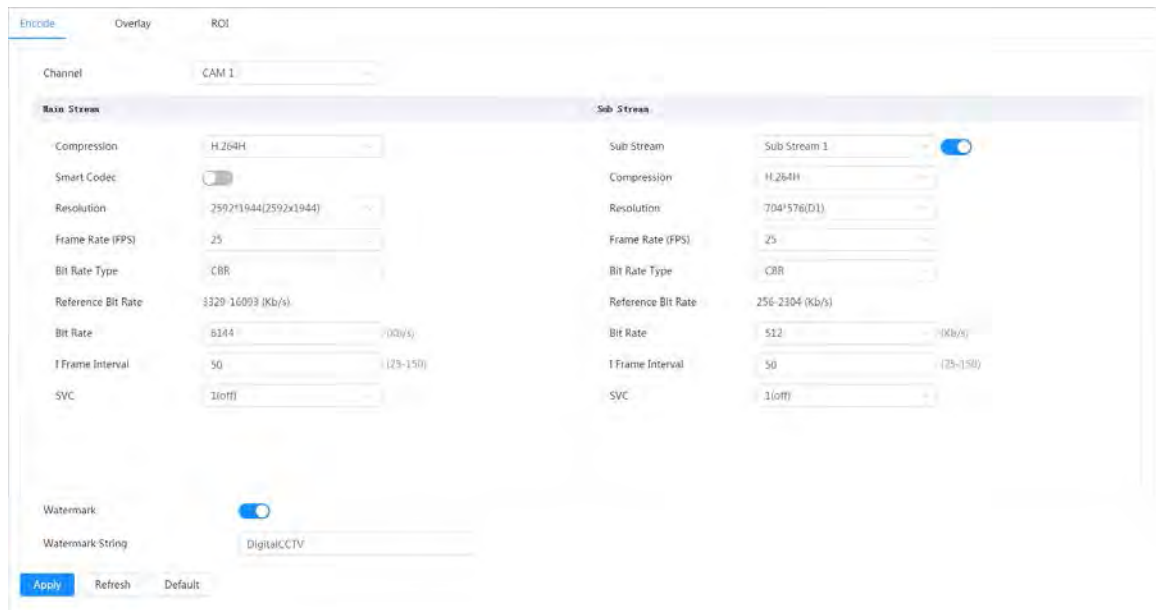 Encode Overlay ROI
Channel CAM 1
Main Stream Sub Stream
Compression H.264H Sub Stream Sub Stream 1
Smart Codec Compression H.264H
Resolution 2592*1944(2592x1944) Resolution 704*576(D1)
Frame Rate (FPS) 25 Frame Rate (FPS) 25
Bit Rate Type CBR Bit Rate Type CBR
Reference Bit Rate 3329-16093 (Kb/s) Reference Bit Rate 256-2304 (Kb/s)
Bit Rate 6144 (Kb/s) Bit Rate 512 (Kb/s)
I Frame Interval 50 (25-150) I Frame Interval 50 (25-150)
SVC 1(off) SVC 1(off)
Watermark
Watermark String DigitalCCTV
Apply Refresh Default